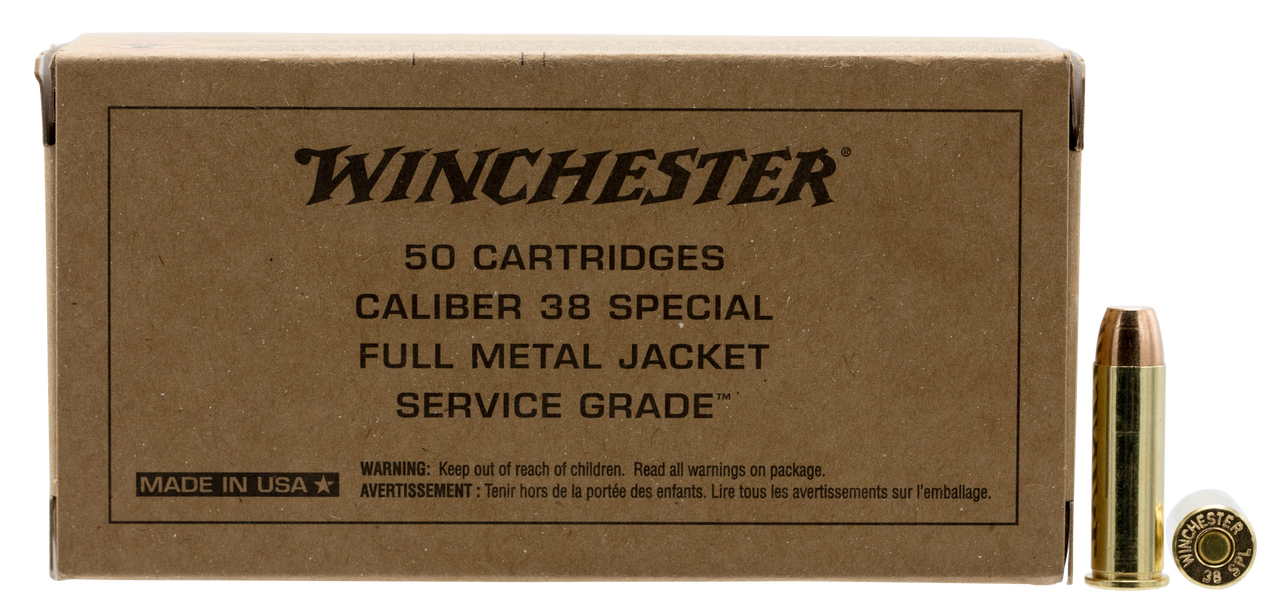 WINCHESTER®
50 CARTRIDGES
CALIBER 38 SPECIAL
FULL METAL JACKET
SERVICE GRADE™
MADE IN USA ★
WARNING: Keep out of reach of children. Read all warnings on package.
AVERTISSEMENT : Tenir hors de la portée des enfants. Lire tous les avertissements sur l'emballage.
WINCHESTER
38 SPL